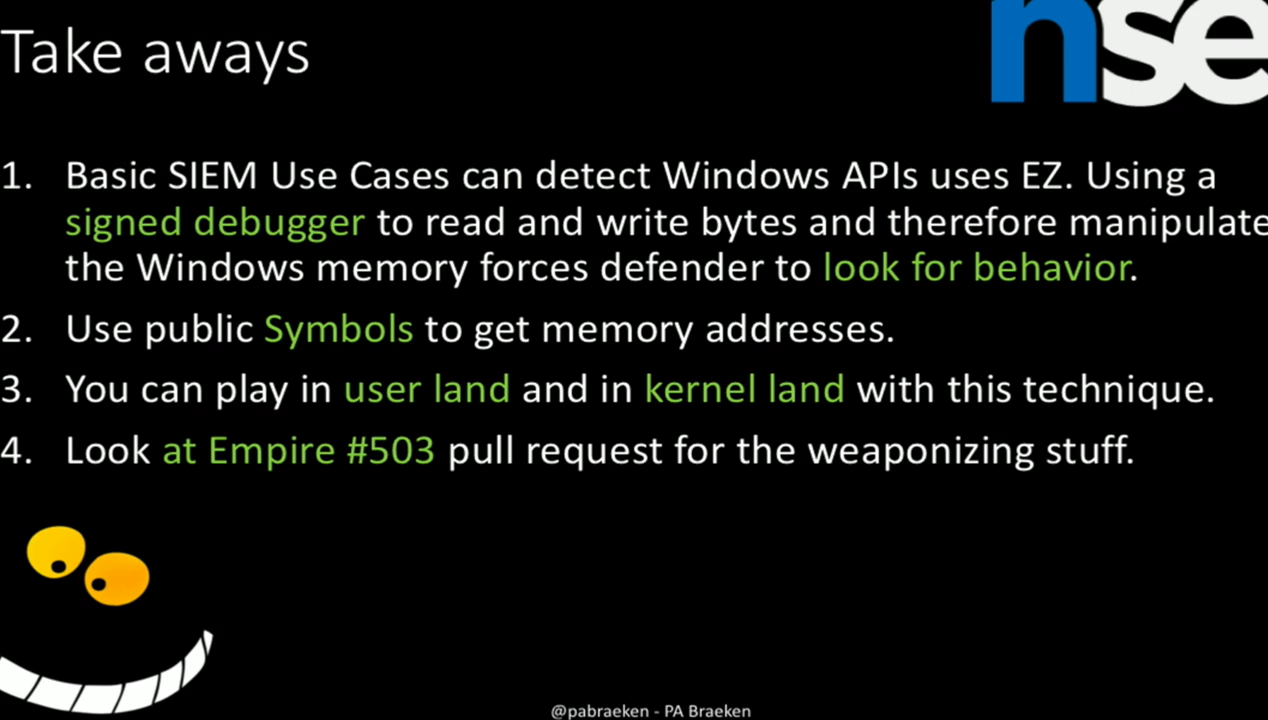 Take aways
nse
1. Basic SIEM Use Cases can detect Windows APIs uses EZ. Using a
signed debugger to read and write bytes and therefore manipulate
the Windows memory forces defender to look for behavior.
2. Use public Symbols to get memory addresses.
3. You can play in user land and in kernel land with this technique.
4. Look at Empire #503 pull request for the weaponizing stuff.
@pabraeken - PA Braeken